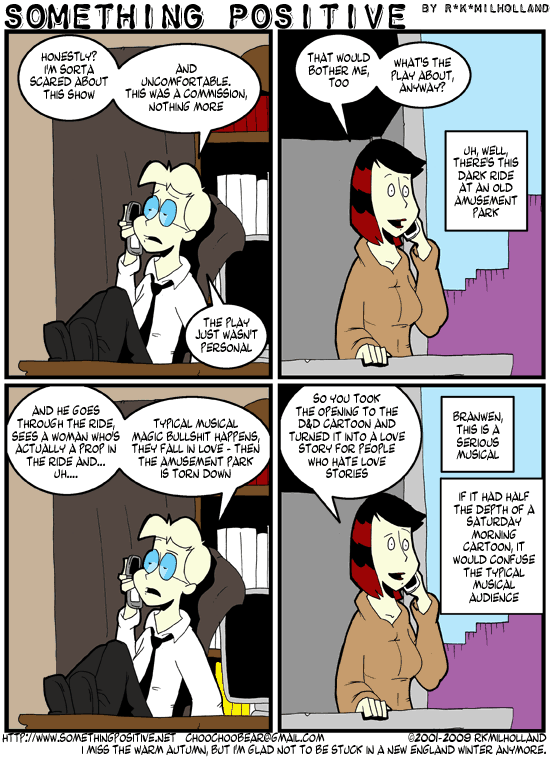 SOMETHING POSITIVE BY R*K*MILHOLLAND
HONESTLY?
I'M SORTA
SCARED ABOUT
THIS SHOW
AND
UNCOMFORTABLE.
THIS WAS A COMMISSION,
NOTHING MORE
THE PLAY
JUST WASN'T
PERSONAL
THAT WOULD
BOTHER ME,
TOO
WHAT'S THE
PLAY ABOUT,
ANYWAY?
UH, WELL,
THERE'S THIS
DARK RIDE
AT AN OLD
AMUSEMENT
PARK
AND HE GOES
THROUGH THE RIDE,
SEES A WOMAN WHO'S
ACTUALLY A PROP IN
THE RIDE AND...
UH....
TYPICAL MUSICAL
MAGIC BULLSHIT HAPPENS,
THEY FALL IN LOVE - THEN
THE AMUSEMENT PARK
IS TORN DOWN
SO YOU TOOK
THE OPENING TO THE
D&D CARTOON AND
TURNED IT INTO A LOVE
STORY FOR PEOPLE
WHO HATE LOVE
STORIES
BRANWEN,
THIS IS A
SERIOUS
MUSICAL
IF IT HAD HALF
THE DEPTH OF A
SATURDAY
MORNING
CARTOON, IT
WOULD CONFUSE
THE TYPICAL
MUSICAL
AUDIENCE
HTTP://WWW.SOMETHINGPOSITIVE.NET CHOOCHOOBEAR@GMAIL.COM ©2001-2009 RKMILHOLLAND
I MISS THE WARM AUTUMN, BUT I'M GLAD NOT TO BE STUCK IN A NEW ENGLAND WINTER ANYMORE.